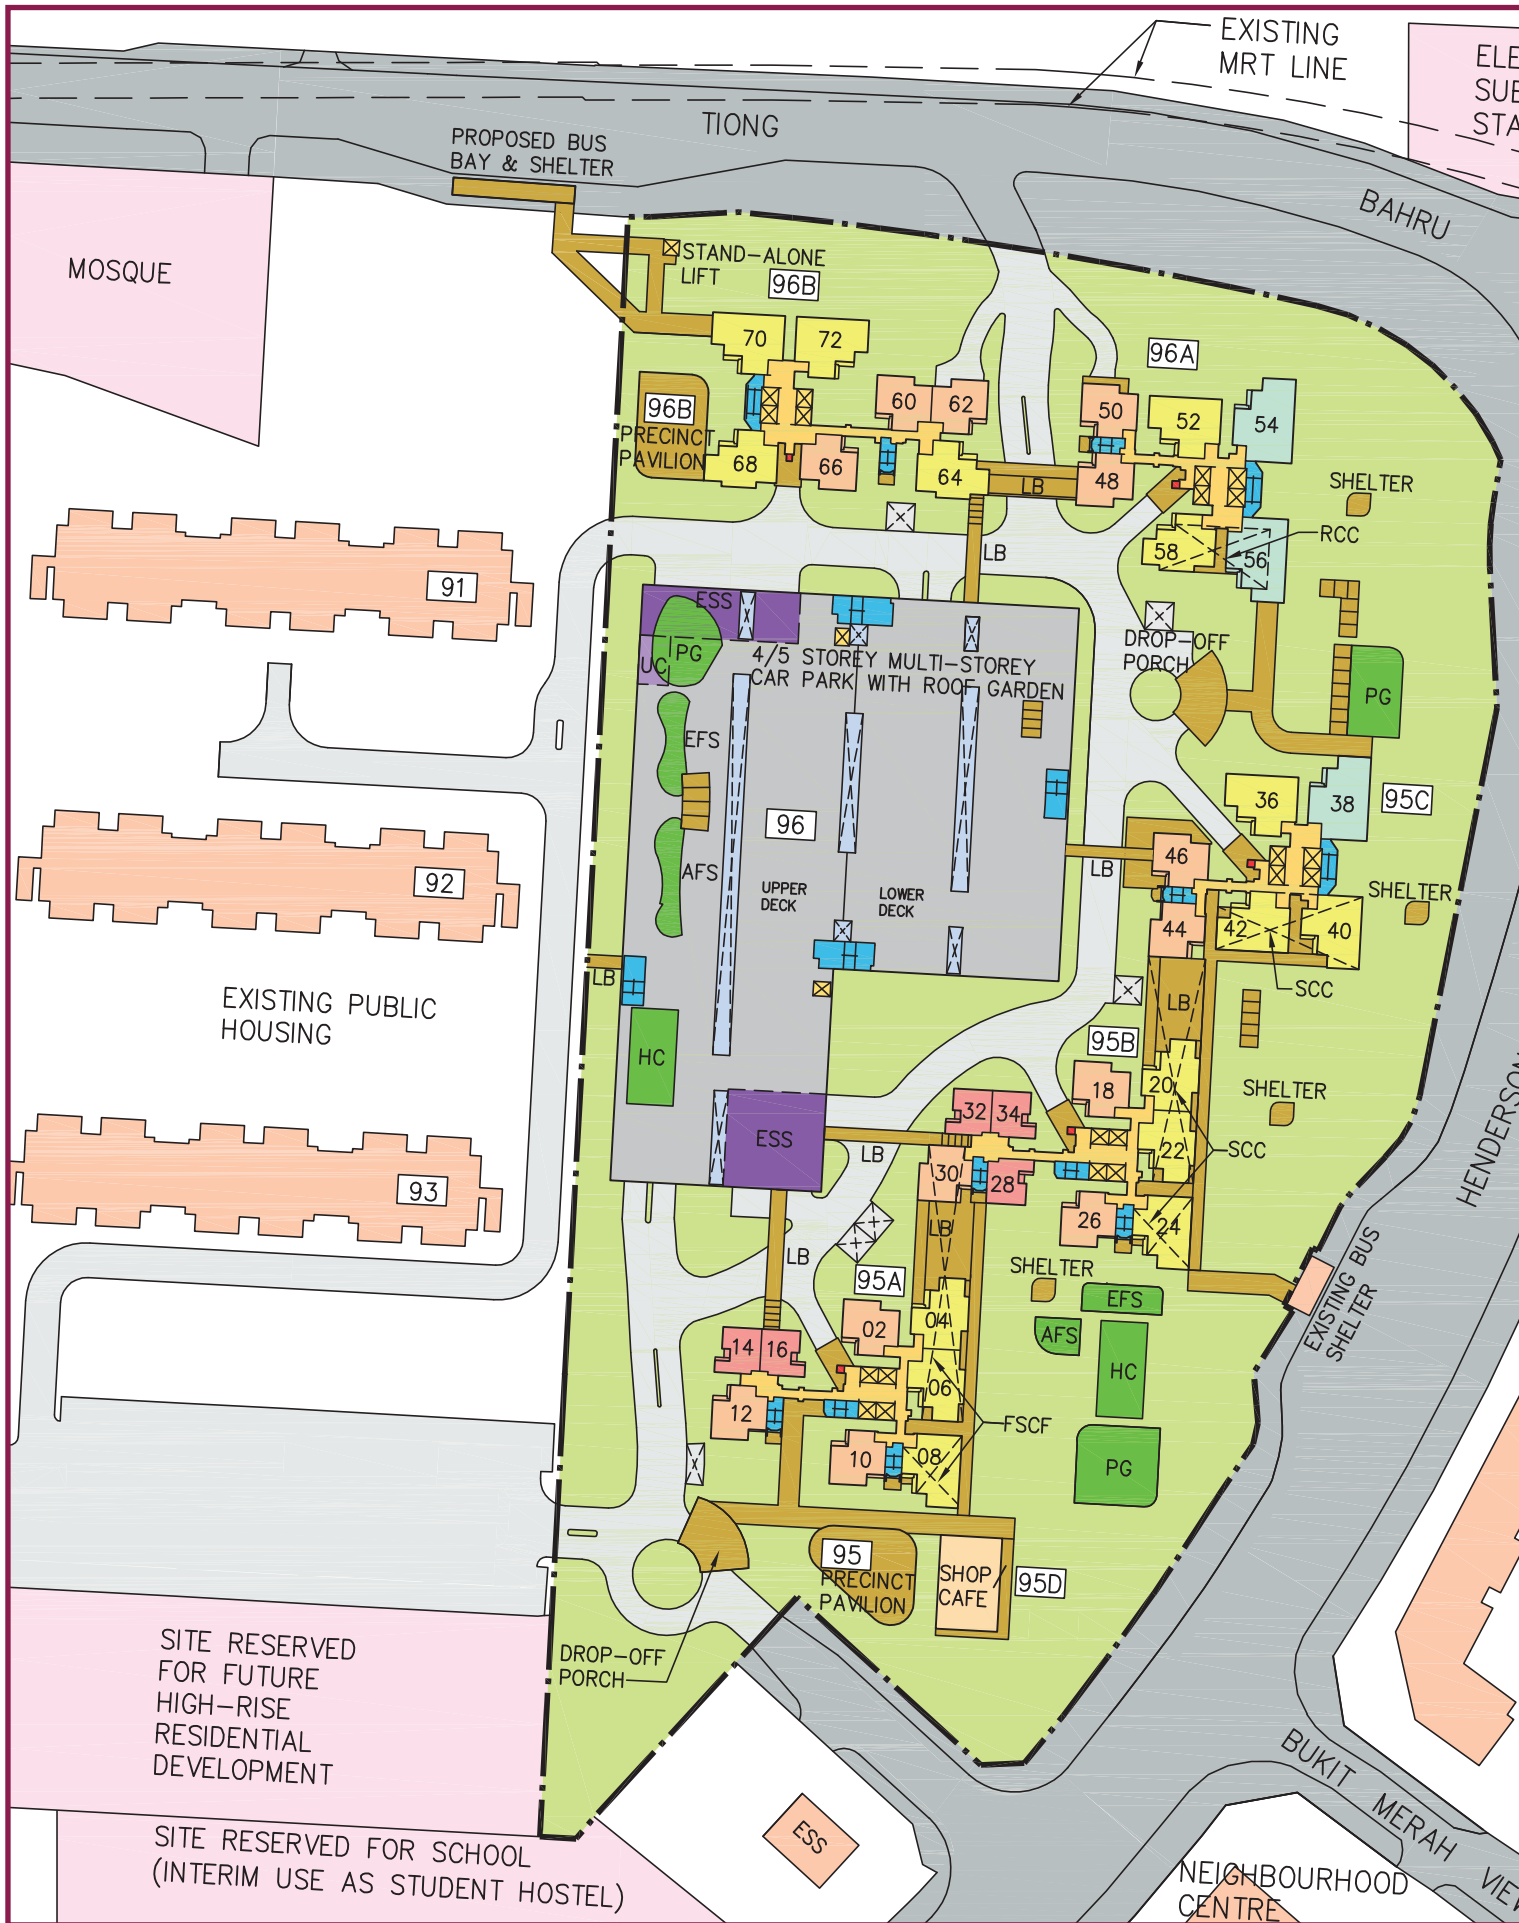 EXISTING
MRT LINE
TIONG
BAHRU
PROPOSED BUS
BAY & SHELTER
MOSQUE
STAND-ALONE
LIFT
96B
70
72
96A
96B
PRECINCT
PAVILION
60
62
50
52
54
68
66
64
LB
48
SHELTER
RCC
58
56
LB
91
ESS
UC
PG
4/5 STOREY MULTI-STOREY
CAR PARK WITH ROOF GARDEN
DROP-OFF
PORCH
PG
EFS
96
36
38
95C
46
LB
92
AFS
UPPER
DECK
LOWER
DECK
SHELTER
44
42
40
LB
SCC
LB
EXISTING PUBLIC
HOUSING
HC
95B
18
20
SHELTER
HENDERSON
ESS
32
34
LB
22
SCC
30
28
93
26
24
LB
LB
95A
SHELTER
EFS
EXISTING BUS
SHELTER
02
04
AFS
14
16
HC
06
12
FSCF
10
08
PG
95
PRECINCT
PAVILION
SHOP/
CAFE
95D
DROP-OFF
PORCH
SITE RESERVED
FOR FUTURE
HIGH-RISE
RESIDENTIAL
DEVELOPMENT
SITE RESERVED FOR SCHOOL
(INTERIM USE AS STUDENT HOSTEL)
ESS
BUKIT MERAH
NEIGHBOURHOOD
CENTRE